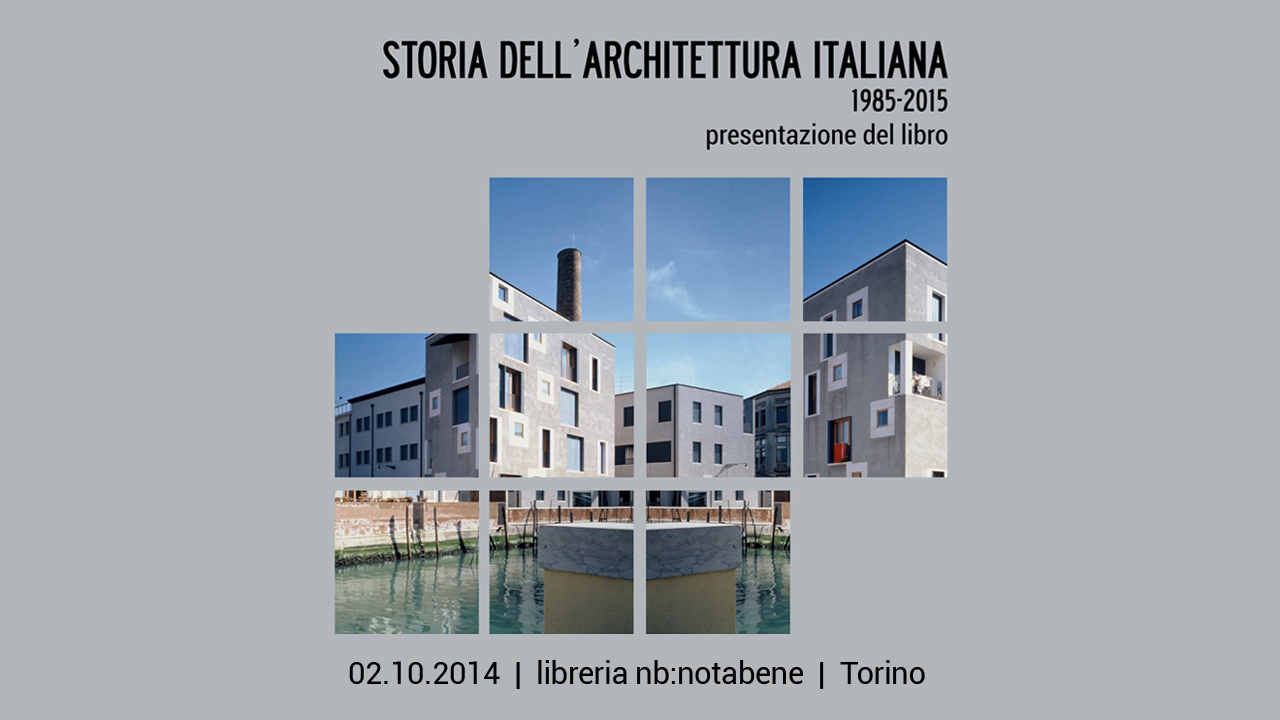 STORIA DELL'ARCHITETTURA ITALIANA
1985-2015
presentazione del libro
02.10.2014 | libreria nb:notabene | Torino